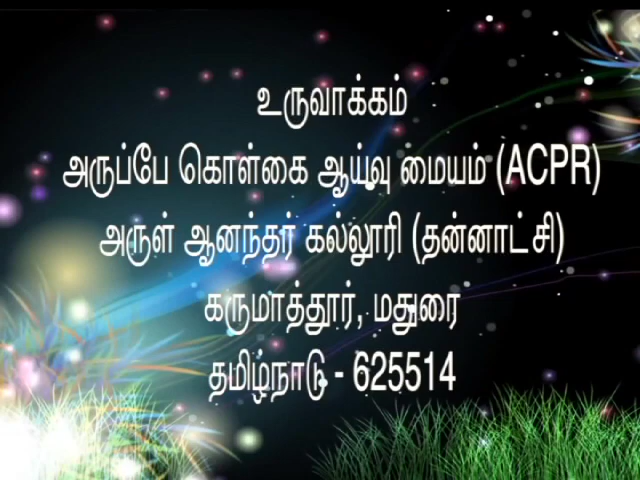 உருவாக்கம்
அருப்பே கொள்கை ஆய்வு மையம் (ACPR)
அருள் ஆனந்தர் கல்லூரி (தன்னாட்சி)
கருமாத்தூர், மதுரை
தமிழ்நாடு - 625514